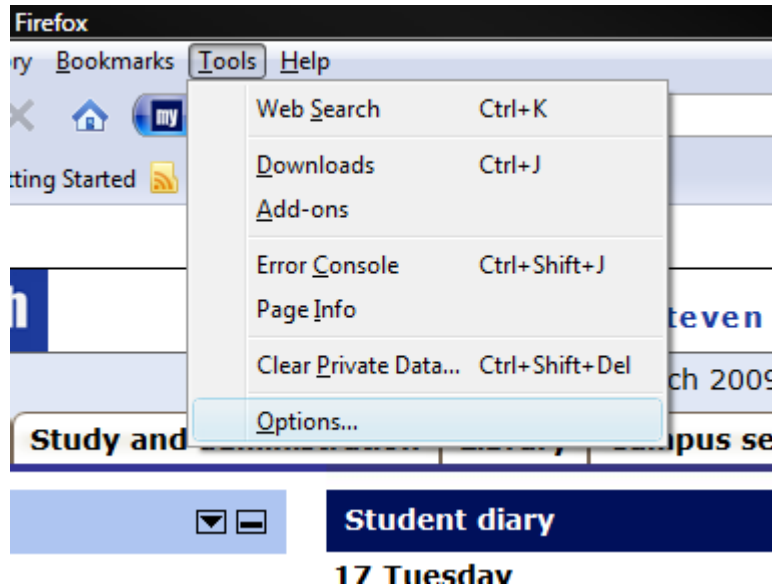 Firefox
ry Bookmarks Tools Help
my
Web Search Ctrl+K
tting Started
Downloads Ctrl+J
Add-ons
Error Console Ctrl+Shift+J
Page Info
teven
Clear Private Data... Ctrl+Shift+Del
ch 2009
Options...
Study and
Student diary
17 Tuesday